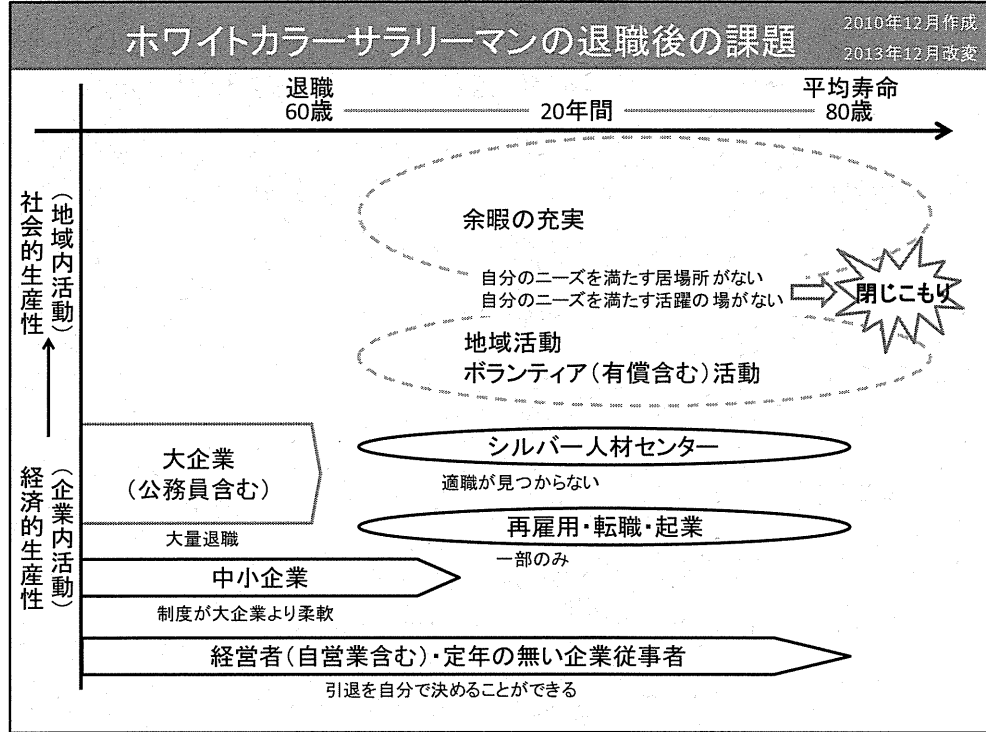 ホワイトカラーサラリーマンの退職後の課題
2010年12月作成
2013年12月改変
退職
60歳
20年間
平均寿命
80歳
社会的生産性
（地域内活動）
余暇の充実
自分のニーズを満たす居場所がない
自分のニーズを満たす活躍の場がない
閉じこもり
地域活動
ボランティア（有償含む）活動
経済的生産性
（企業内活動）
大企業
（公務員含む）
大量退職
シルバー人材センター
適職が見つからない
再雇用・転職・起業
一部のみ
中小企業
制度が大企業より柔軟
経営者（自営業含む）・定年の無い企業従事者
引退を自分で決めることができる